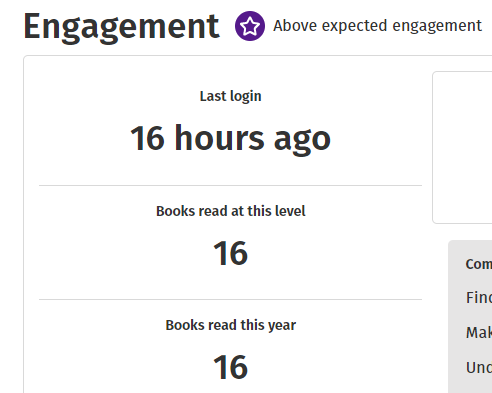 Engagement
Above expected engagement
Last login
16 hours ago
Books read at this level
16
Books read this year
16